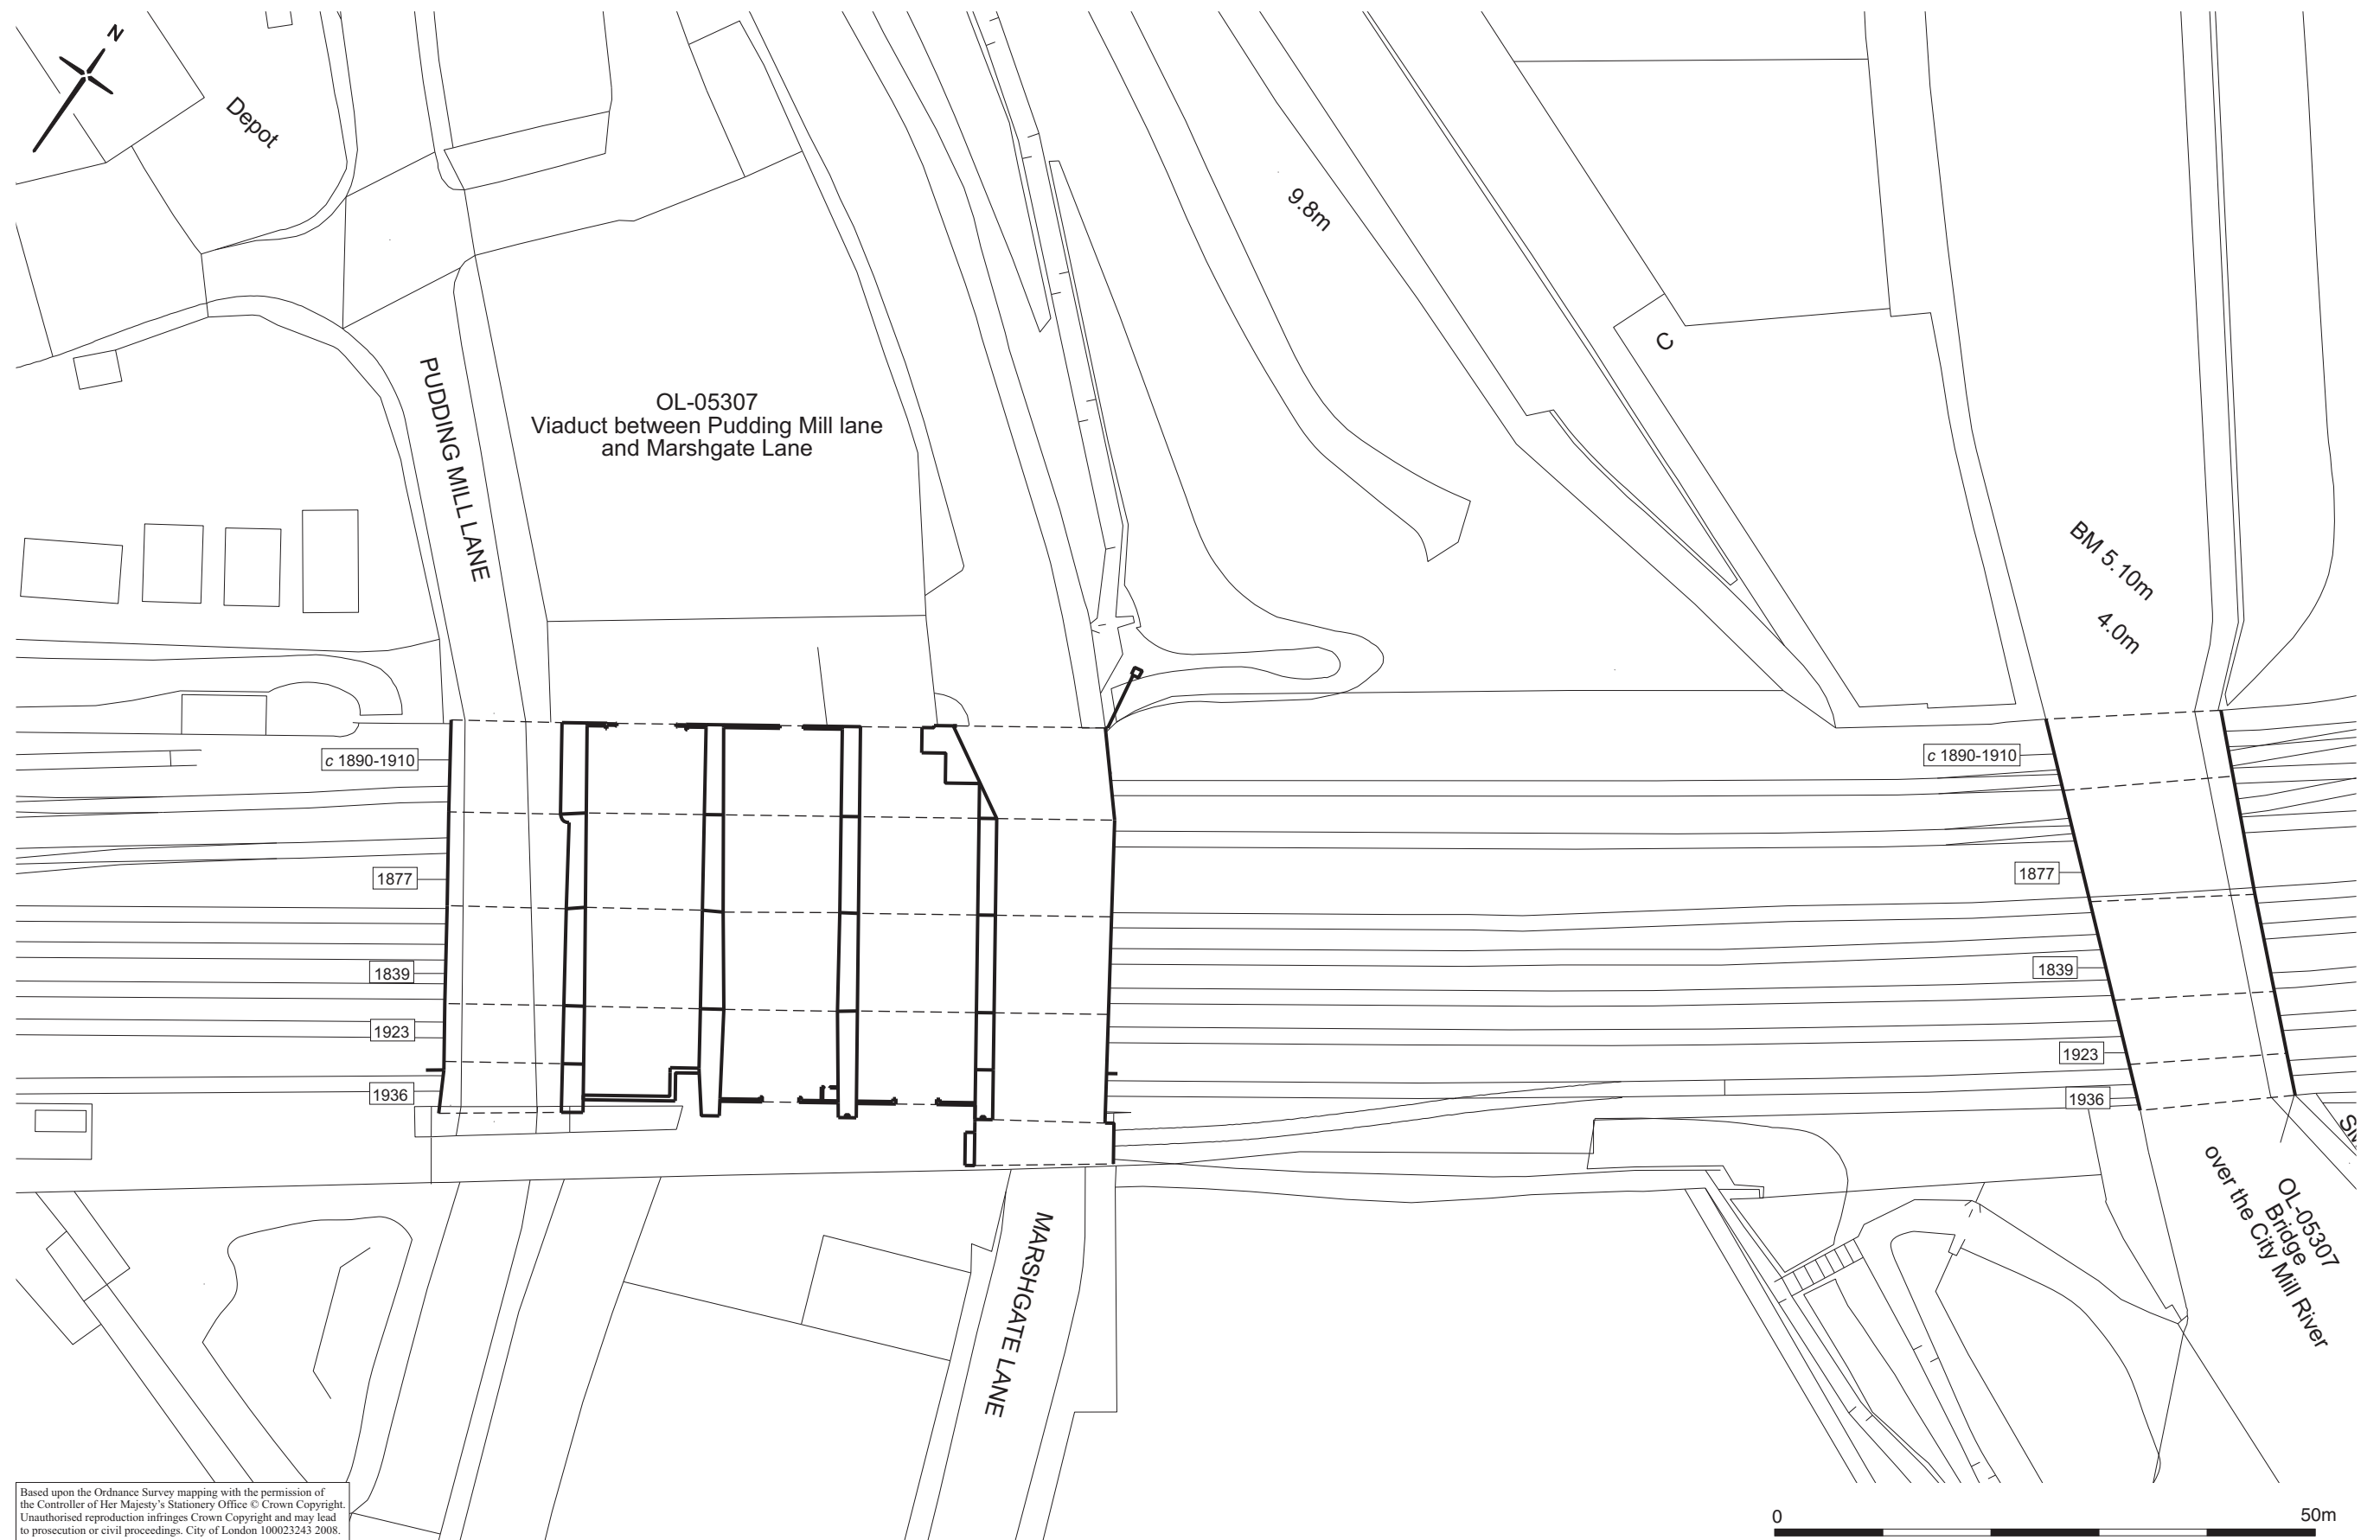 N
Depot
9.8m
C
PUDDING MILL LANE
OL-05307
Viaduct between Pudding Mill lane
and Marshgate Lane
BM 5.10m
4.0m
c 1890-1910
c 1890-1910
1877
1877
1839
1839
1923
1923
1936
1936
MARSHGATE LANE
OL-05307
Bridge
over the City Mill River
Based upon the Ordnance Survey mapping with the permission of
the Controller of Her Majesty's Stationery Office © Crown Copyright.
Unauthorised reproduction infringes Crown Copyright and may lead
to prosecution or civil proceedings. City of London 100023243 2008.
0 50m